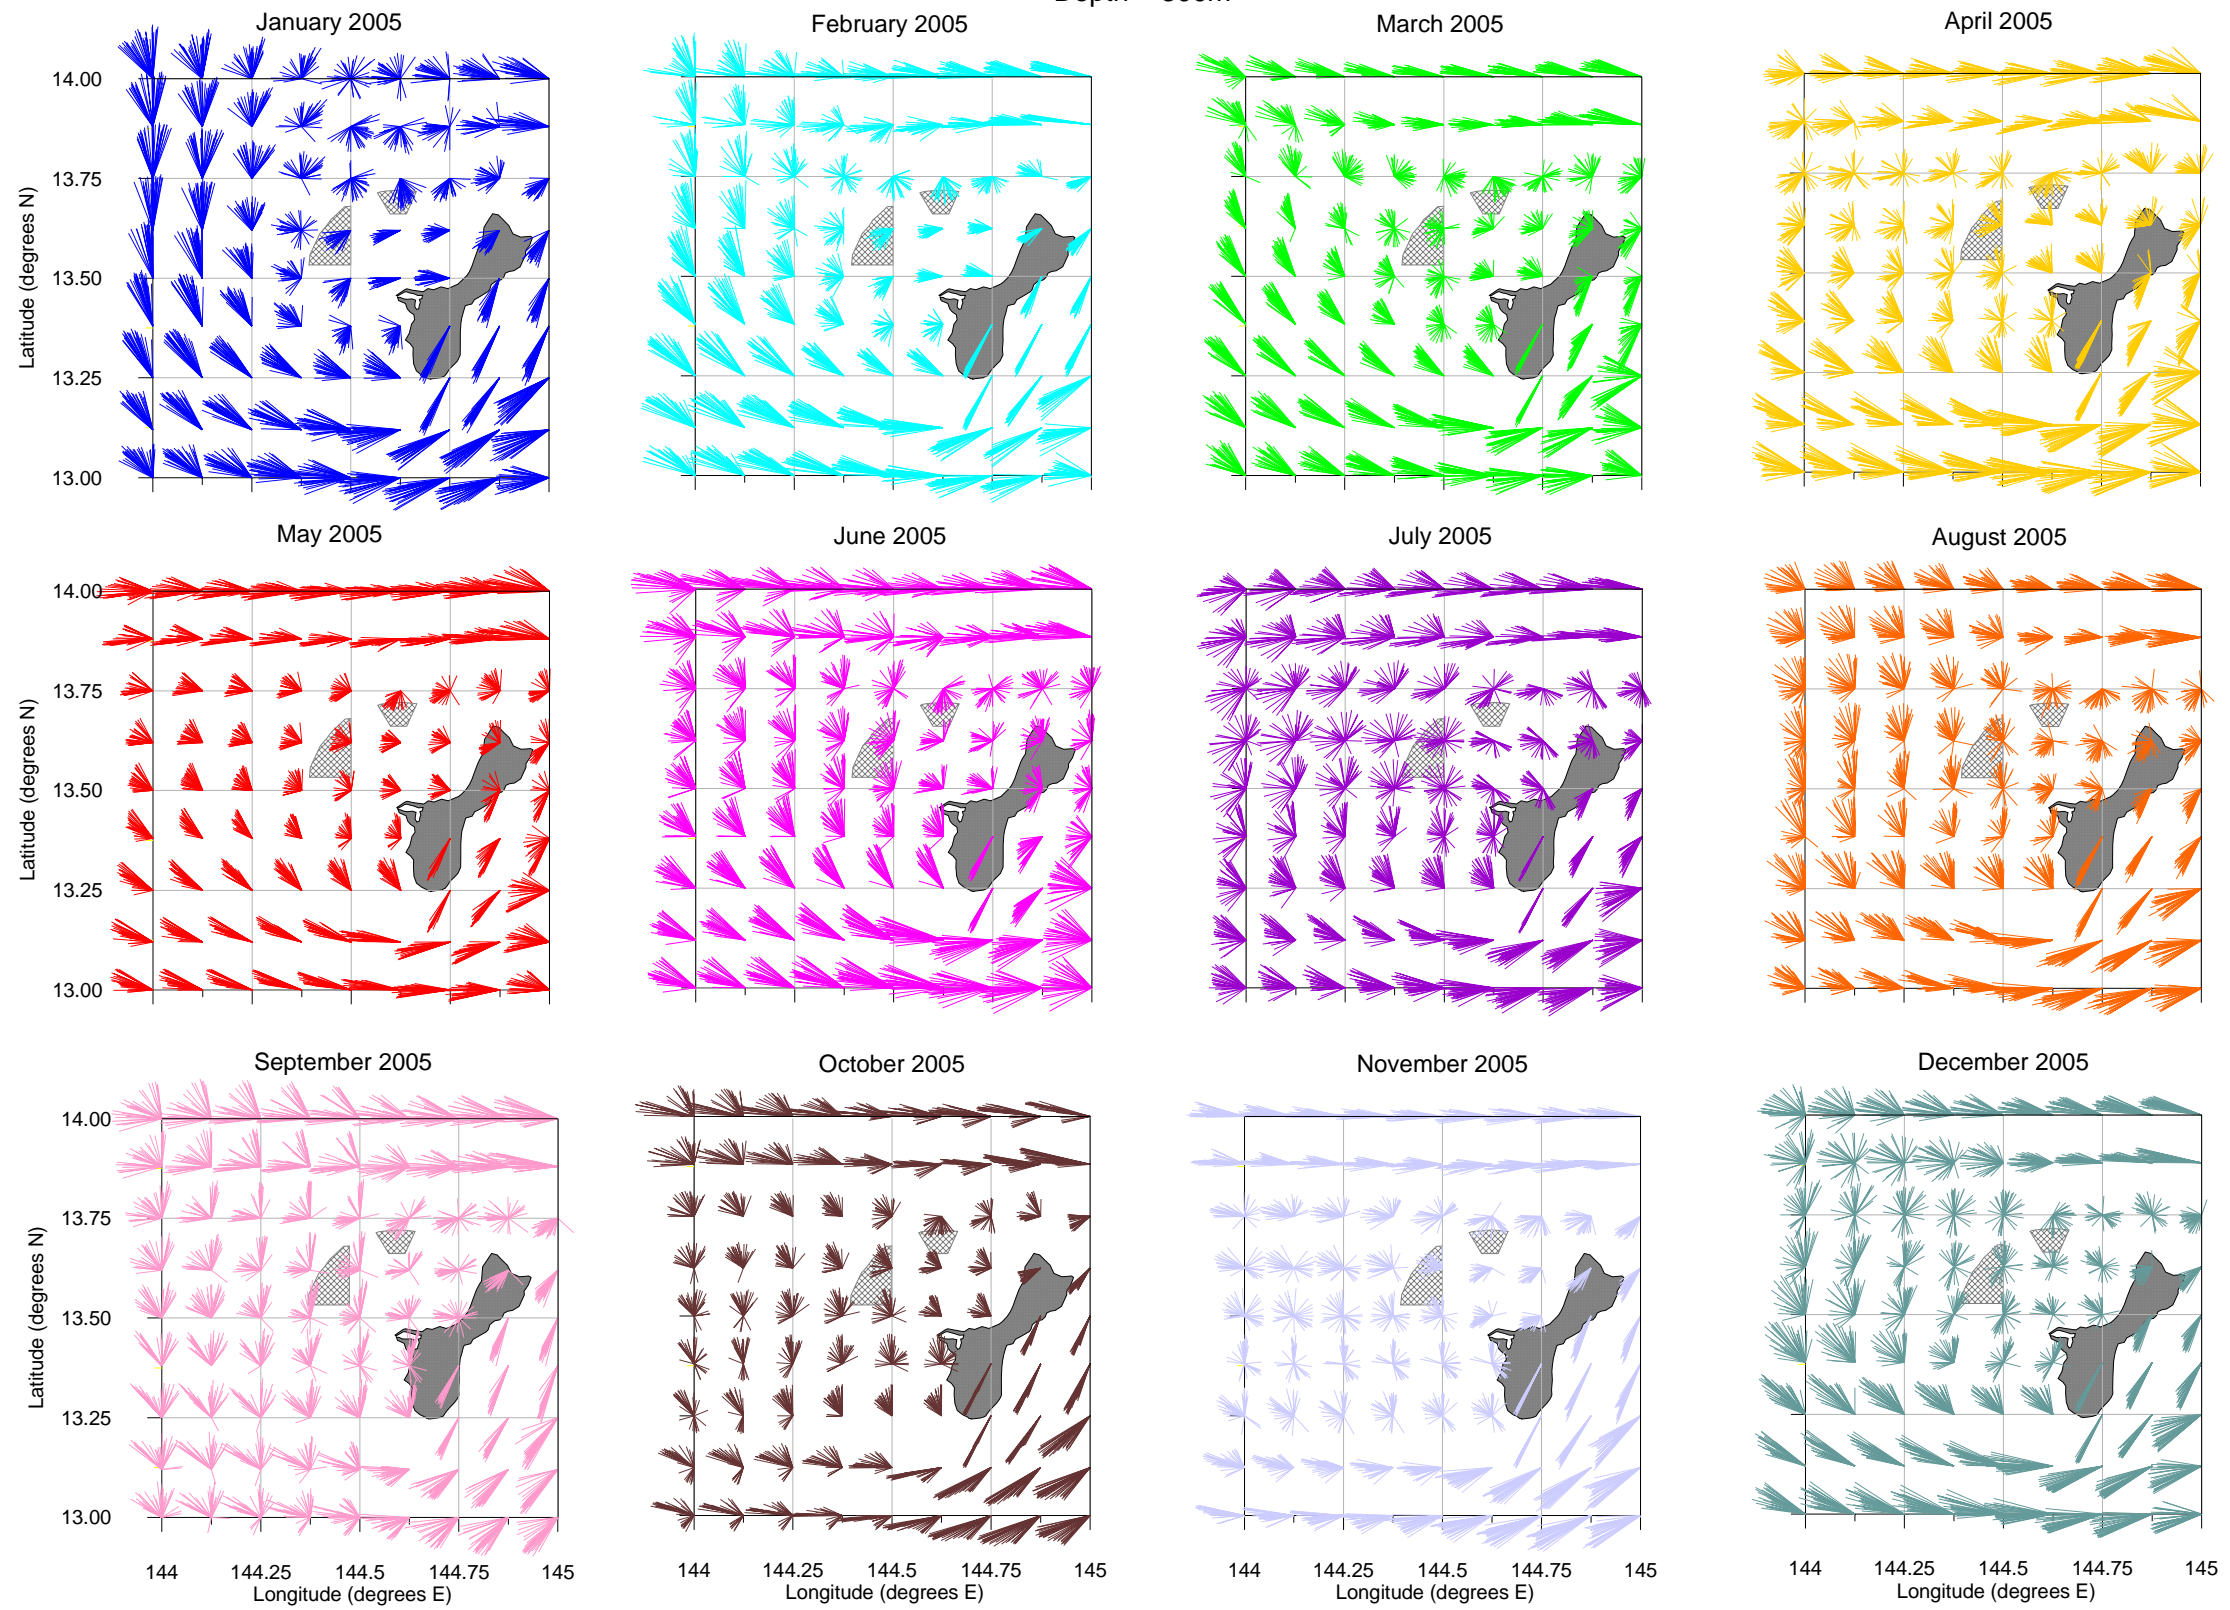 January 2005
February 2005
March 2005
April 2005
14.00
13.75
13.50
13.25
13.00
Latitude (degrees N)
May 2005
June 2005
July 2005
August 2005
14.00
13.75
13.50
13.25
13.00
Latitude (degrees N)
September 2005
October 2005
November 2005
December 2005
14.00
13.75
13.50
13.25
13.00
Latitude (degrees N)
144 144.25 144.5 144.75 145
Longitude (degrees E)
144 144.25 144.5 144.75 145
Longitude (degrees E)
144 144.25 144.5 144.75 145
Longitude (degrees E)
144 144.25 144.5 144.75 145
Longitude (degrees E)